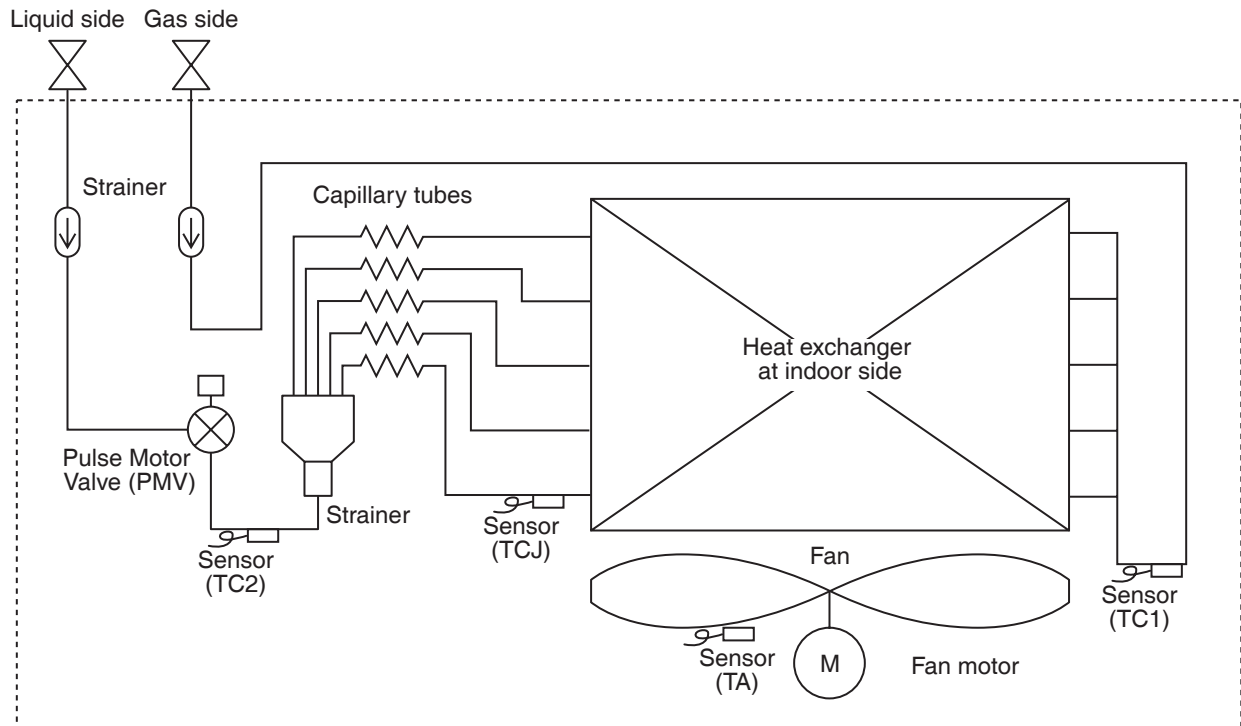 Liquid side
Gas side
Strainer
Capillary tubes
Heat exchanger
at indoor side
Pulse Motor
Valve (PMV)
Strainer
Sensor
(TCJ)
Sensor
(TC2)
Fan
Sensor
(TC1)
Sensor
(TA)
M
Fan motor